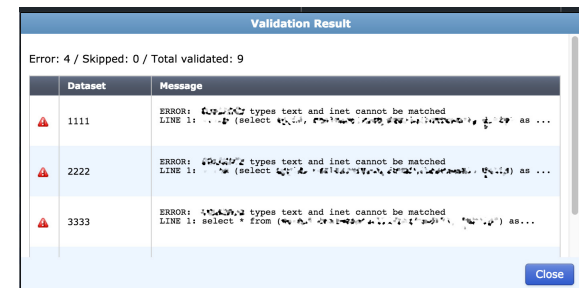 Validation Result
Error: 4 / Skipped: 0 / Total validated: 9
Dataset Message
1111
ERROR: types text and inet cannot be matched
LINE 1: (select as ...
2222
ERROR: types text and inet cannot be matched
LINE 1: (select ) as ...
3333
ERROR: types text and inet cannot be matched
LINE 1: select * from ( ) as...
Close